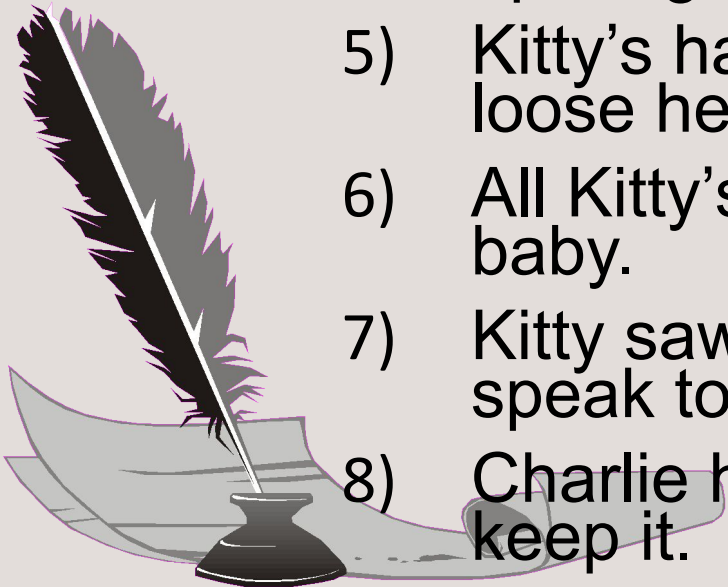 5) Kitty's ha
loose he
6) All Kitty's
baby.
7) Kitty saw
speak to
8) Charlie h
keep it.